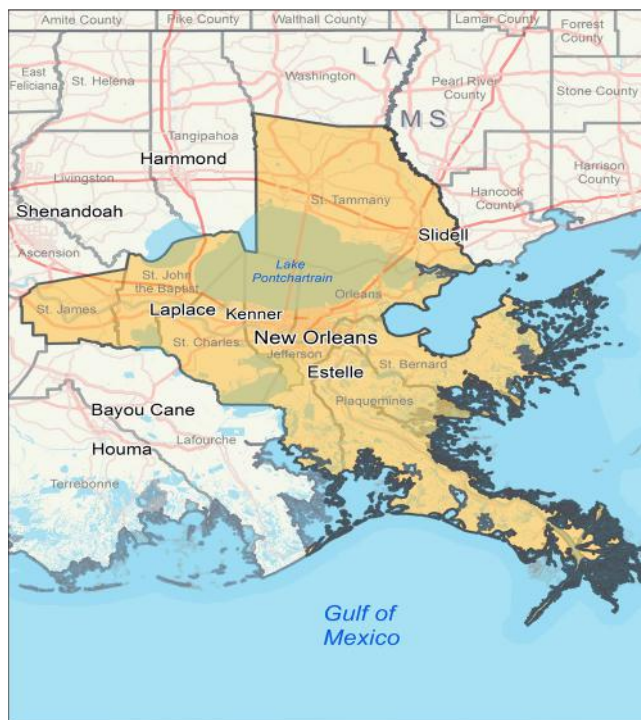 Amite County
Pike County
Walthall County
Lamar County
Forrest
County
East
Feliciana
St. Helena
Washington
LA
Pearl River
County
Stone County
MS
Tangipahoa
Hammond
Harrison
County
Livingston
St. Tammany
Hancock
County
Shenandoah
Slidell
Ascension
St. John
the Baptist
Lake
Pontchartrain
Orleans
St. James
Laplace
Kenner
New Orleans
St. Charles
Jefferson
Estelle
St. Bernard
Plaquemines
Bayou Cane
Houma
Lafourche
Terrebonne
Gulf of
Mexico